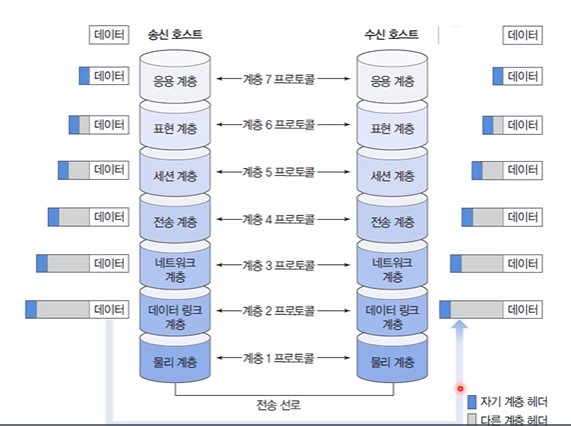 데이터 송신 호스트 수신 호스트 데이터
데이터 응용 계층 계층 7 프로토콜 응용 계층 데이터
데이터 표현 계층 계층 6 프로토콜 표현 계층 데이터
데이터 세션 계층 계층 5 프로토콜 세션 계층 데이터
데이터 전송 계층 계층 4 프로토콜 전송 계층 데이터
데이터 네트워크 계층 계층 3 프로토콜 네트워크 계층 데이터
데이터 데이터 링크 계층 계층 2 프로토콜 데이터 링크 계층 데이터
물리 계층 계층 1 프로토콜 물리 계층
전송 선로
자기 계층 헤더
다른 계층 헤더